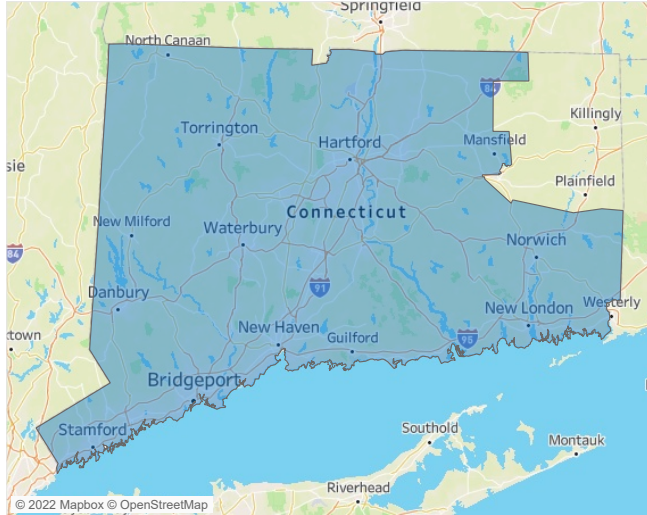 Springfield
North Canaan
84
Killingly
Torrington
Hartford
Mansfield
sie
Plainfield
Connecticut
New Milford
Waterbury
Norwich
84
91
Danbury
Westerly
New London
New Haven
Guilford
95
ctown
Bridgeport
Stamford
Southold
Montauk
Riverhead
© 2022 Mapbox © OpenStreetMap